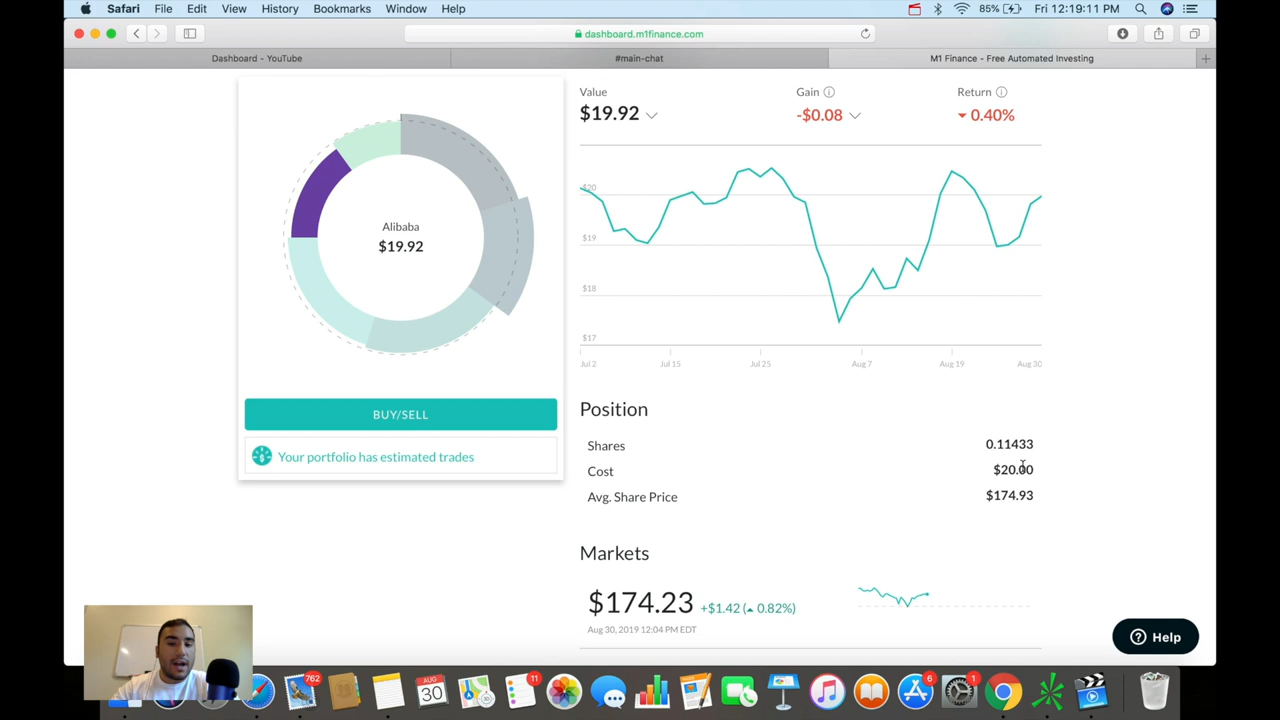 Safari File Edit View History Bookmarks Window Help 85% Fri 12:19:11 PM
dashboard.m1finance.com
Dashboard - YouTube #main-chat M1 Finance - Free Automated Investing
Value Gain Return
$19.92 -$0.08 0.40%
$20
$19
$18
$17
Jul 2 Jul 15 Jul 25 Aug 7 Aug 19 Aug 30
Alibaba
$19.92
BUY/SELL
Your portfolio has estimated trades
Position
Shares 0.11433
Cost $20.00
Avg. Share Price $174.93
Markets
$174.23 +$1.42 (▲ 0.82%)
Aug 30, 2019 12:04 PM EDT
Help
762 AUG 30 11 6 1